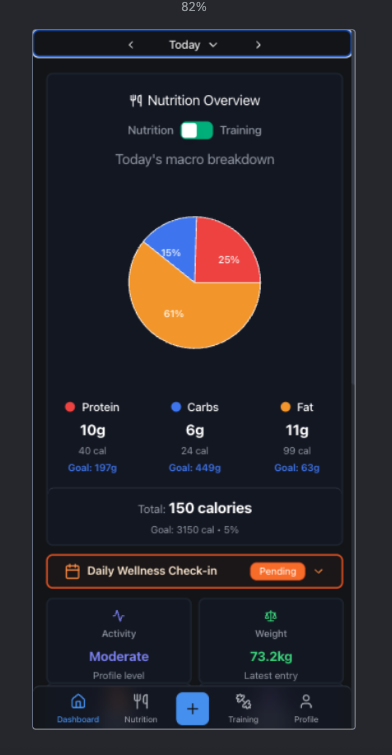 82%
Today
Nutrition Overview
Nutrition Training
Today's macro breakdown
15%
25%
61%
Protein Carbs Fat
10g 6g 11g
40 cal 24 cal 99 cal
Goal: 197g Goal: 449g Goal: 63g
Total: 150 calories
Goal: 3150 cal • 5%
Daily Wellness Check-in Pending
Activity Weight
Moderate 73.2kg
Profile level Latest entry
Dashboard Nutrition + Training Profile